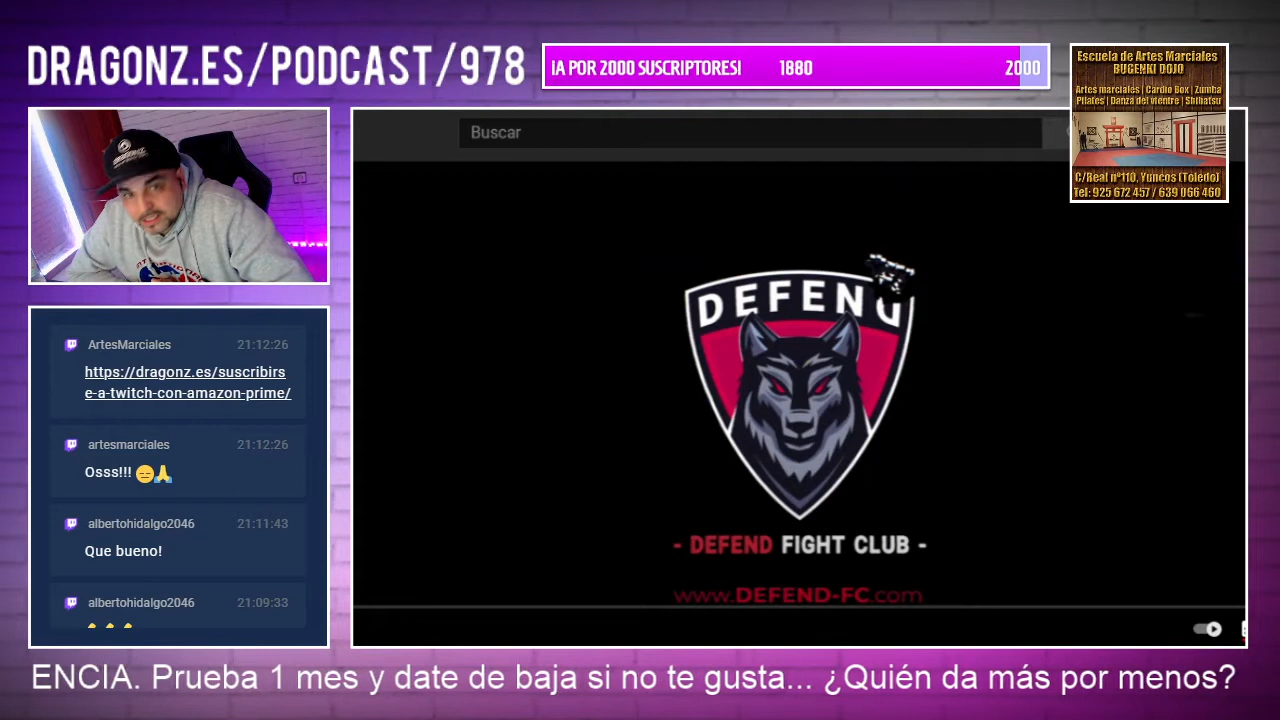 DRAGONZ.ES/PODCAST/978
IA POR 2000 SUSCRIPTORES!
1880
2000
Escuela de Artes Marciales
BUGENKI DOJO
Artes marciales | Cardio Box | Zumba
Pilates | Danza del vientre | Shihatsu
C/Real nº110, Yuncos (Toledo)
Tel: 925 672 457 / 639 066 460
Buscar
DEFEND
- DEFEND FIGHT CLUB -
www.DEFEND-FC.com
ArtesMarciales 21:12:26
https://dragonz.es/suscribirs
e-a-twitch-con-amazon-prime/
artesmarciales 21:12:26
Osss!!! 😑🙏
albertohidalgo2046 21:11:43
Que bueno!
albertohidalgo2046 21:09:33
ENCIA. Prueba 1 mes y date de baja si no te gusta... ¿Quién da más por menos?